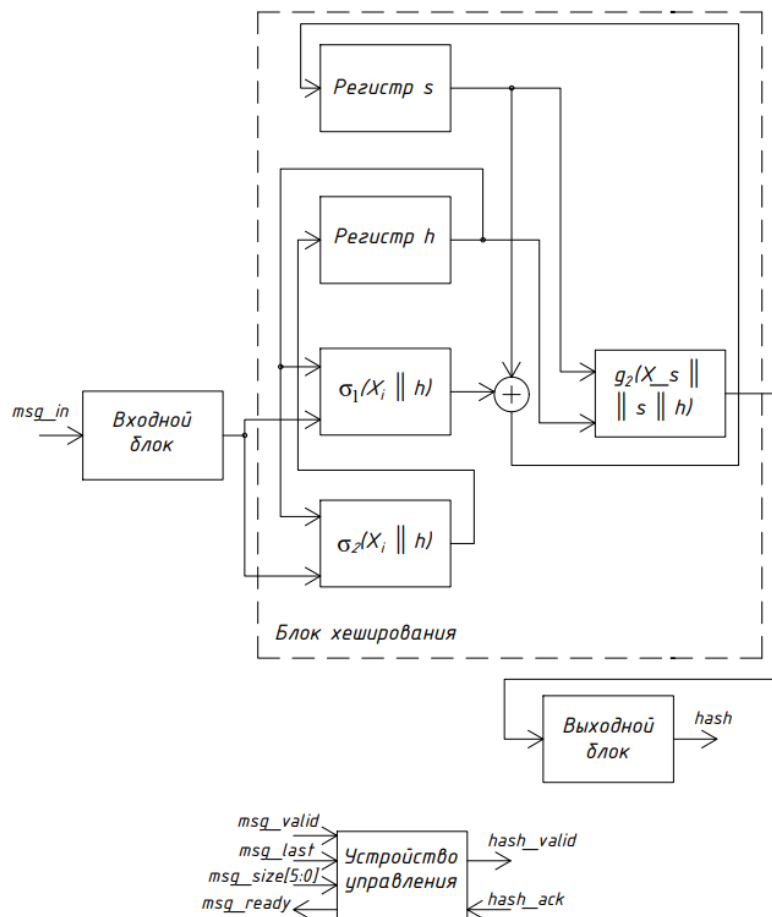 Регистр s
Регистр h
σ₁(Xᵢ ‖ h)
g₂(X_s ‖
‖ s ‖ h)
msg_in
Входной
блок
σ₂(Xᵢ ‖ h)
Блок хеширования
Выходной
блок
hash
msg_valid
msg_last
msg_size[5:0]
msg_ready
Устройство
управления
hash_valid
hash_ack